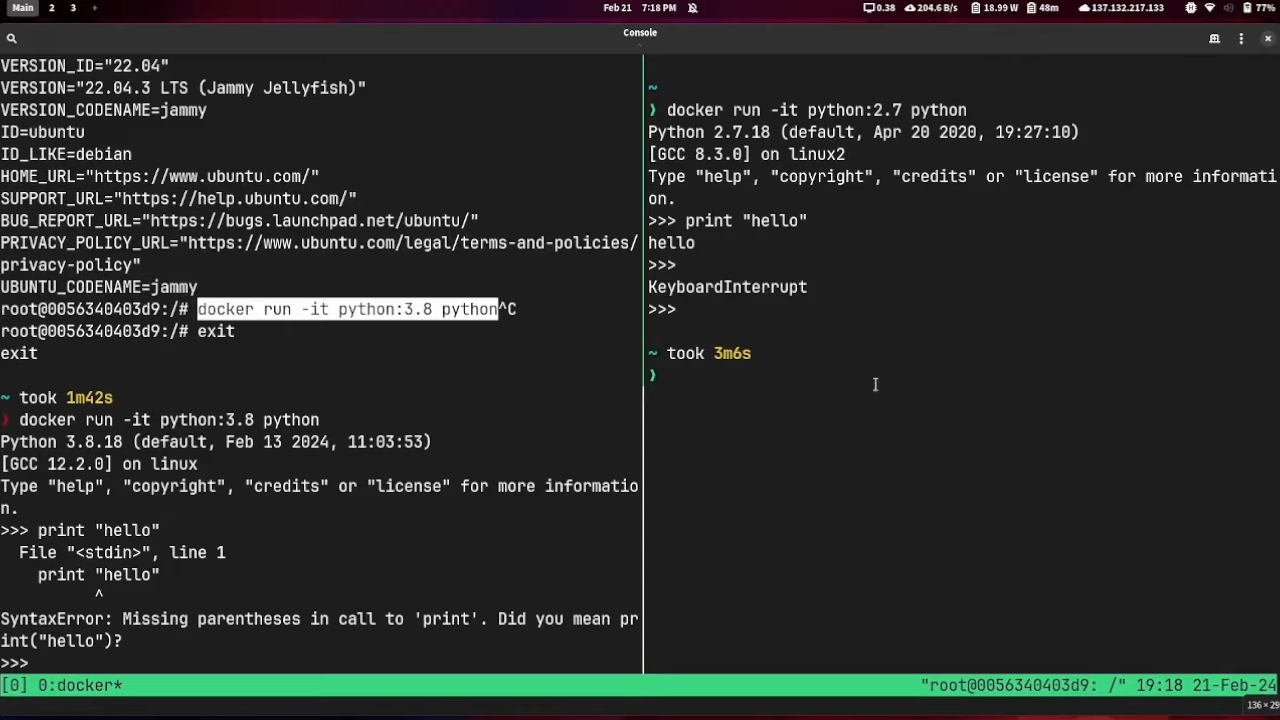 Main 2 3 +
Feb 21 7:18 PM
0.38 204.6 B/s 18.99 W 48m 137.132.217.133 77%
Console
VERSION_ID="22.04"
VERSION="22.04.3 LTS (Jammy Jellyfish)"
VERSION_CODENAME=jammy
ID=ubuntu
ID_LIKE=debian
HOME_URL="https://www.ubuntu.com/"
SUPPORT_URL="https://help.ubuntu.com/"
BUG_REPORT_URL="https://bugs.launchpad.net/ubuntu/"
PRIVACY_POLICY_URL="https://www.ubuntu.com/legal/terms-and-policies/
privacy-policy"
UBUNTU_CODENAME=jammy
root@0056340403d9:/# docker run -it python:3.8 python^C
root@0056340403d9:/# exit
exit
~ took 1m42s
❯ docker run -it python:3.8 python
Python 3.8.18 (default, Feb 13 2024, 11:03:53)
[GCC 12.2.0] on linux
Type "help", "copyright", "credits" or "license" for more informatio
n.
>>> print "hello"
File "<stdin>", line 1
print "hello"
^
SyntaxError: Missing parentheses in call to 'print'. Did you mean pr
int("hello")?
>>>
~
❯ docker run -it python:2.7 python
Python 2.7.18 (default, Apr 20 2020, 19:27:10)
[GCC 8.3.0] on linux2
Type "help", "copyright", "credits" or "license" for more informati
on.
>>> print "hello"
hello
>>>
KeyboardInterrupt
>>>
~ took 3m6s
❯
[0] 0:docker*
"root@0056340403d9: /" 19:18 21-Feb-24
136 × 29